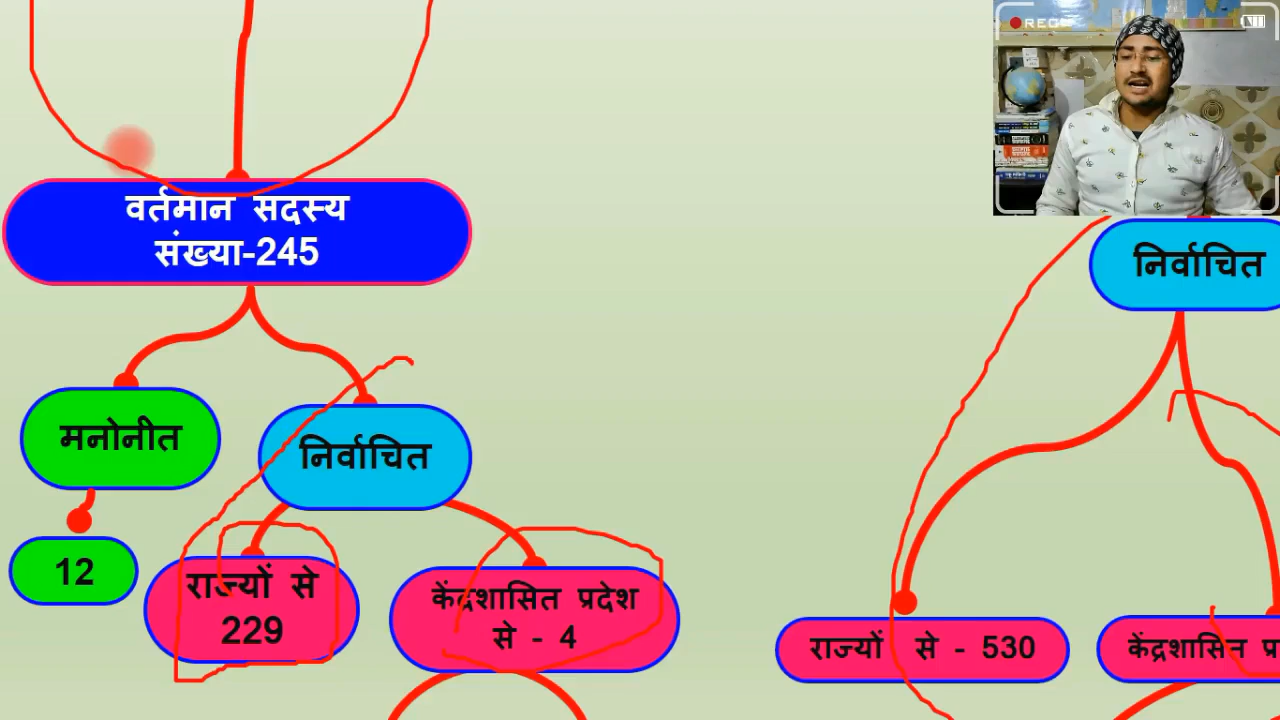 REC
वर्तमान सदस्य
संख्या-245
निर्वाचित
मनोनीत
निर्वाचित
12
राज्यों से
229
केंद्रशासित प्रदेश
से - 4
राज्यों से - 530